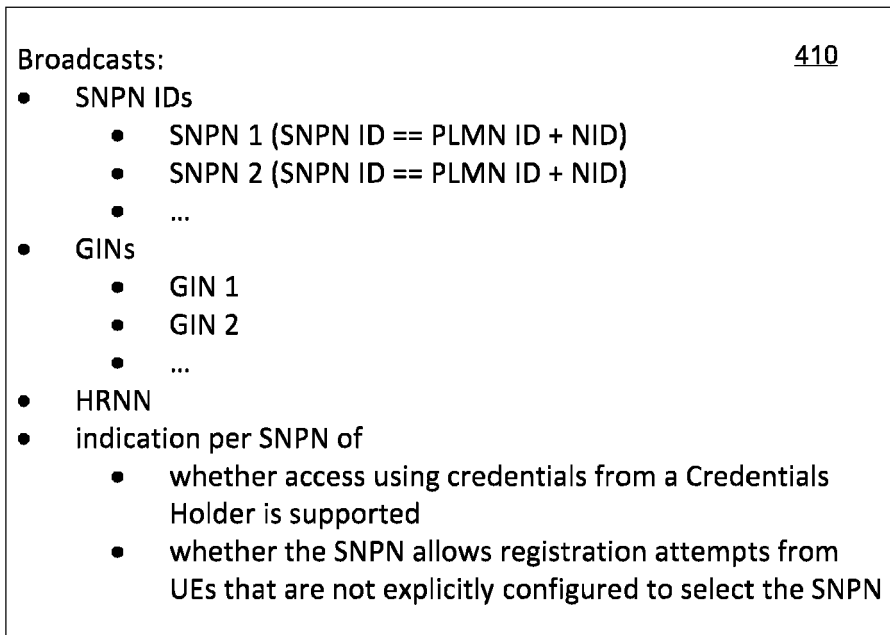 Broadcasts: 410
• SNPN IDs
• SNPN 1 (SNPN ID == PLMN ID + NID)
• SNPN 2 (SNPN ID == PLMN ID + NID)
• ...
• GINs
• GIN 1
• GIN 2
• ...
• HRNN
• indication per SNPN of
• whether access using credentials from a Credentials
Holder is supported
• whether the SNPN allows registration attempts from
UEs that are not explicitly configured to select the SNPN